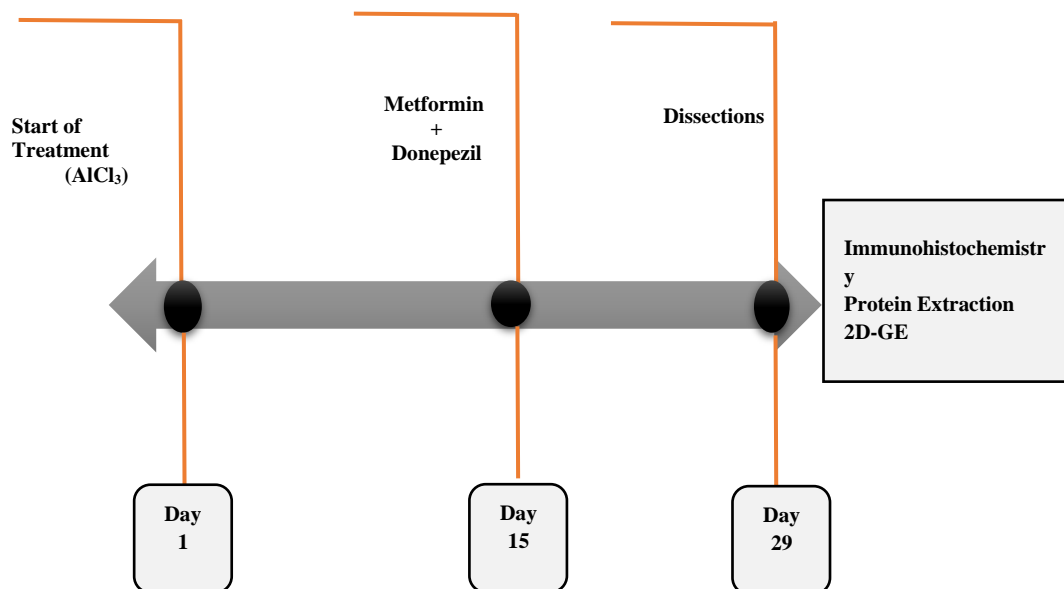 Start of
Treatment
(AlCl₃)
Metformin
+
Donepezil
Dissections
Immunohistochemistr
y
Protein Extraction
2D-GE
Day
1
Day
15
Day
29